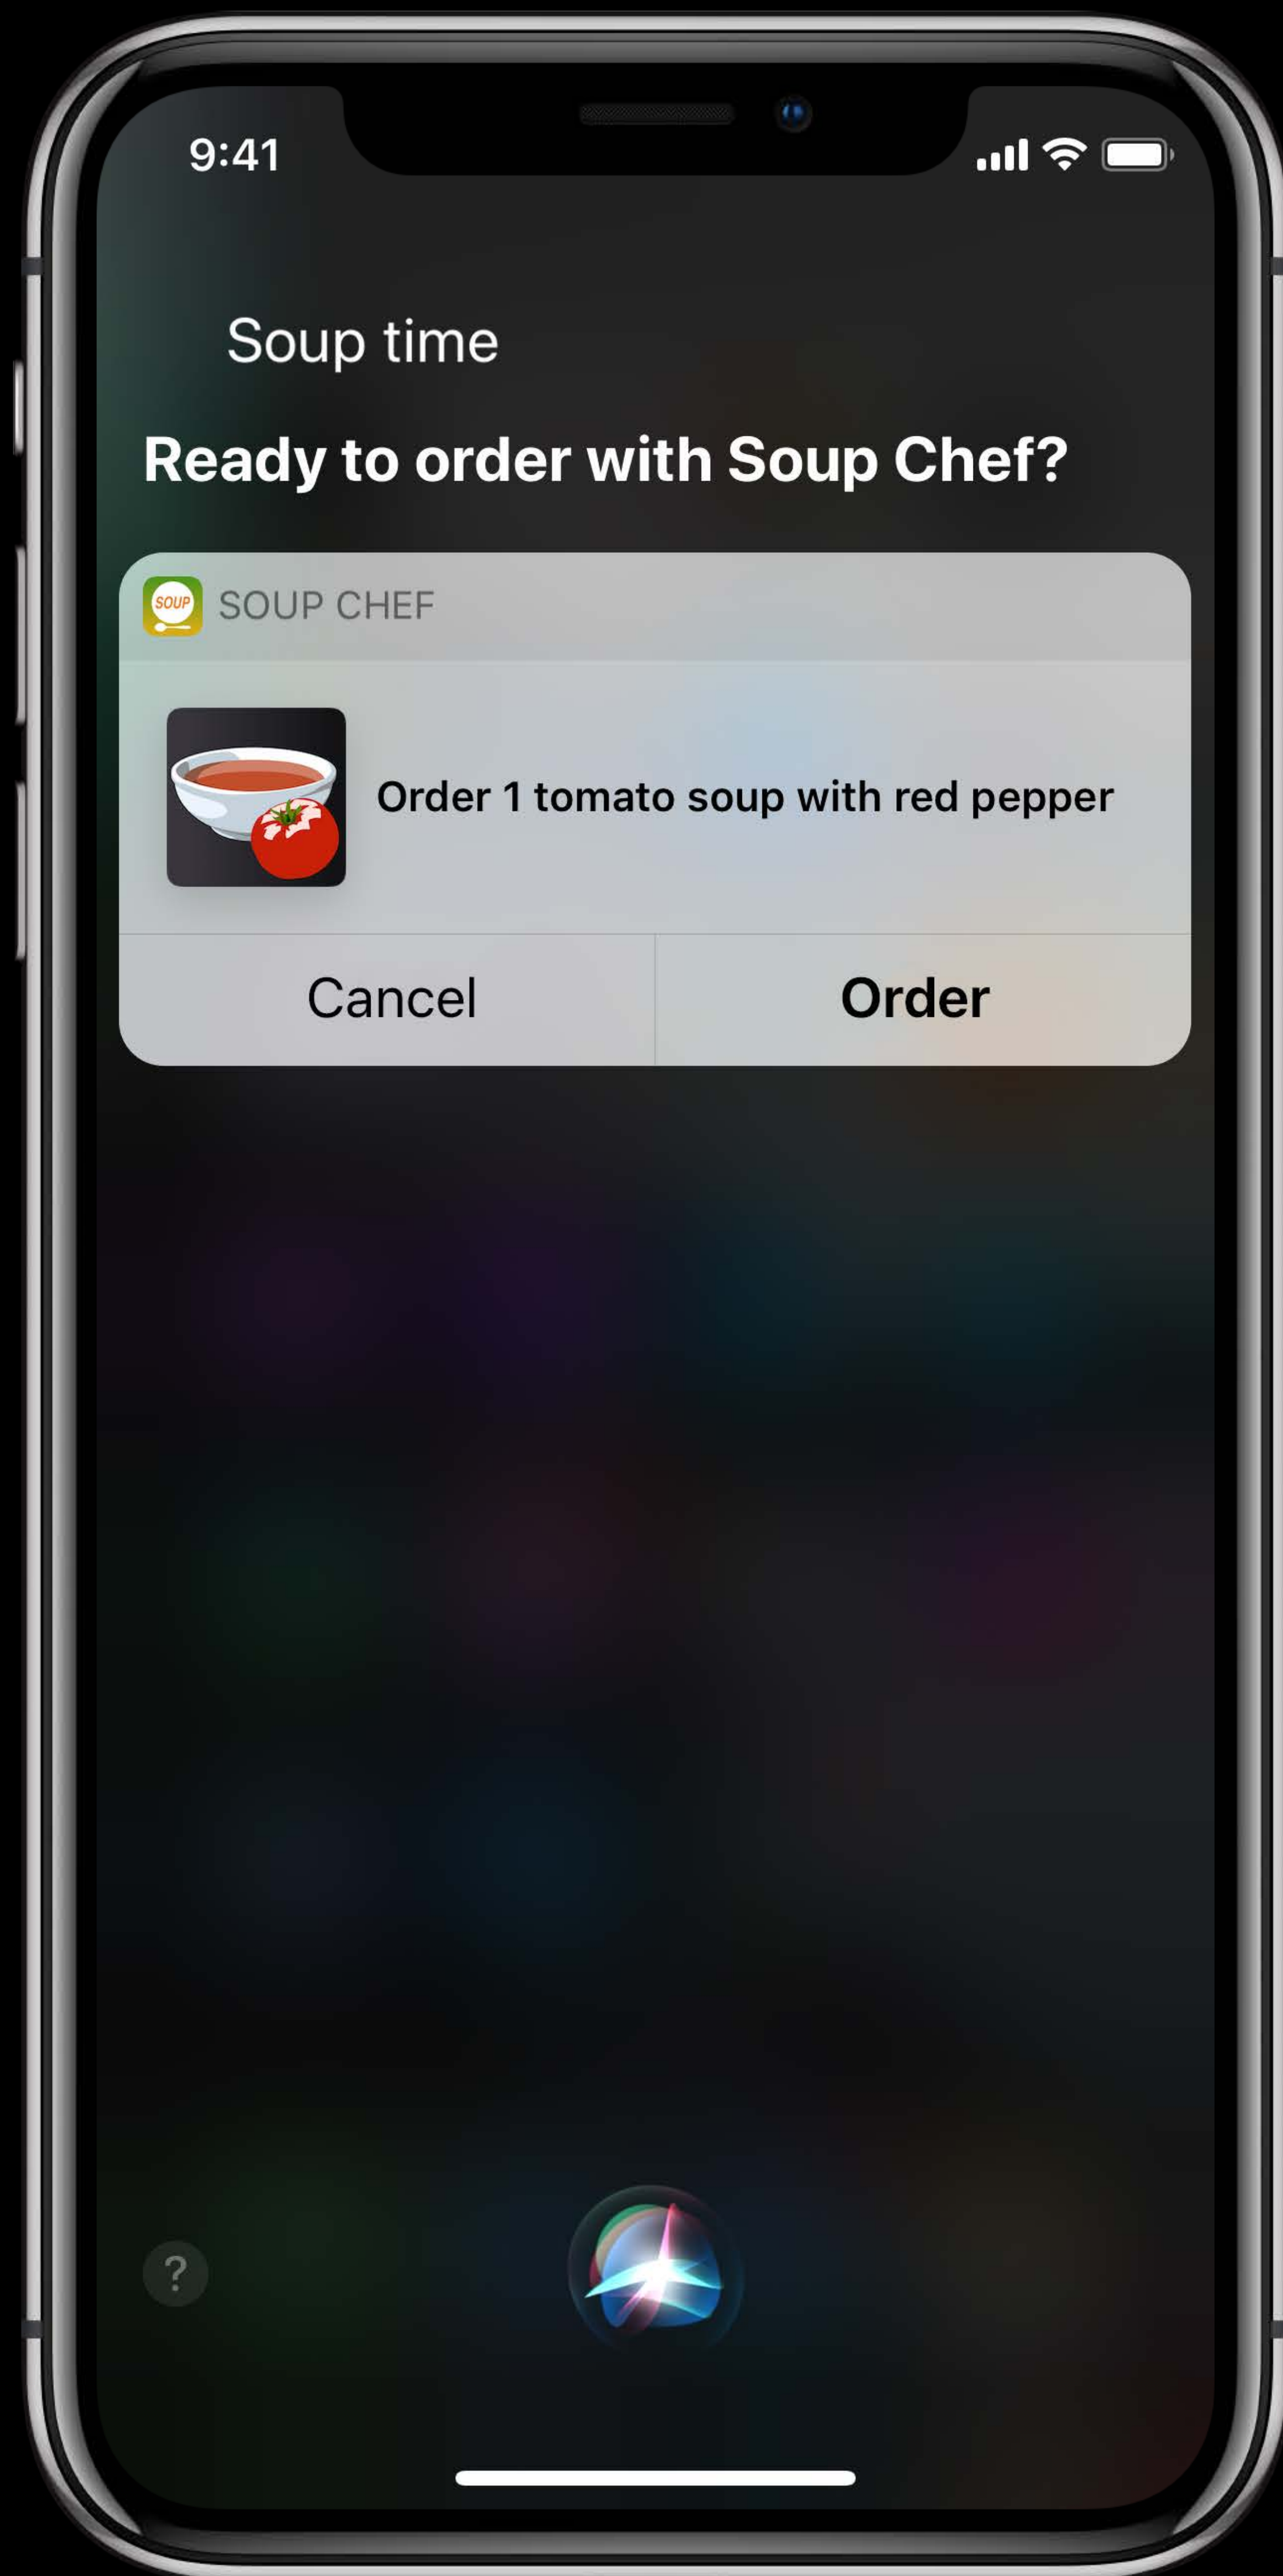 9:41
Soup time
Ready to order with Soup Chef?
SOUP
SOUP CHEF
Order 1 tomato soup with red pepper
Cancel
Order
?